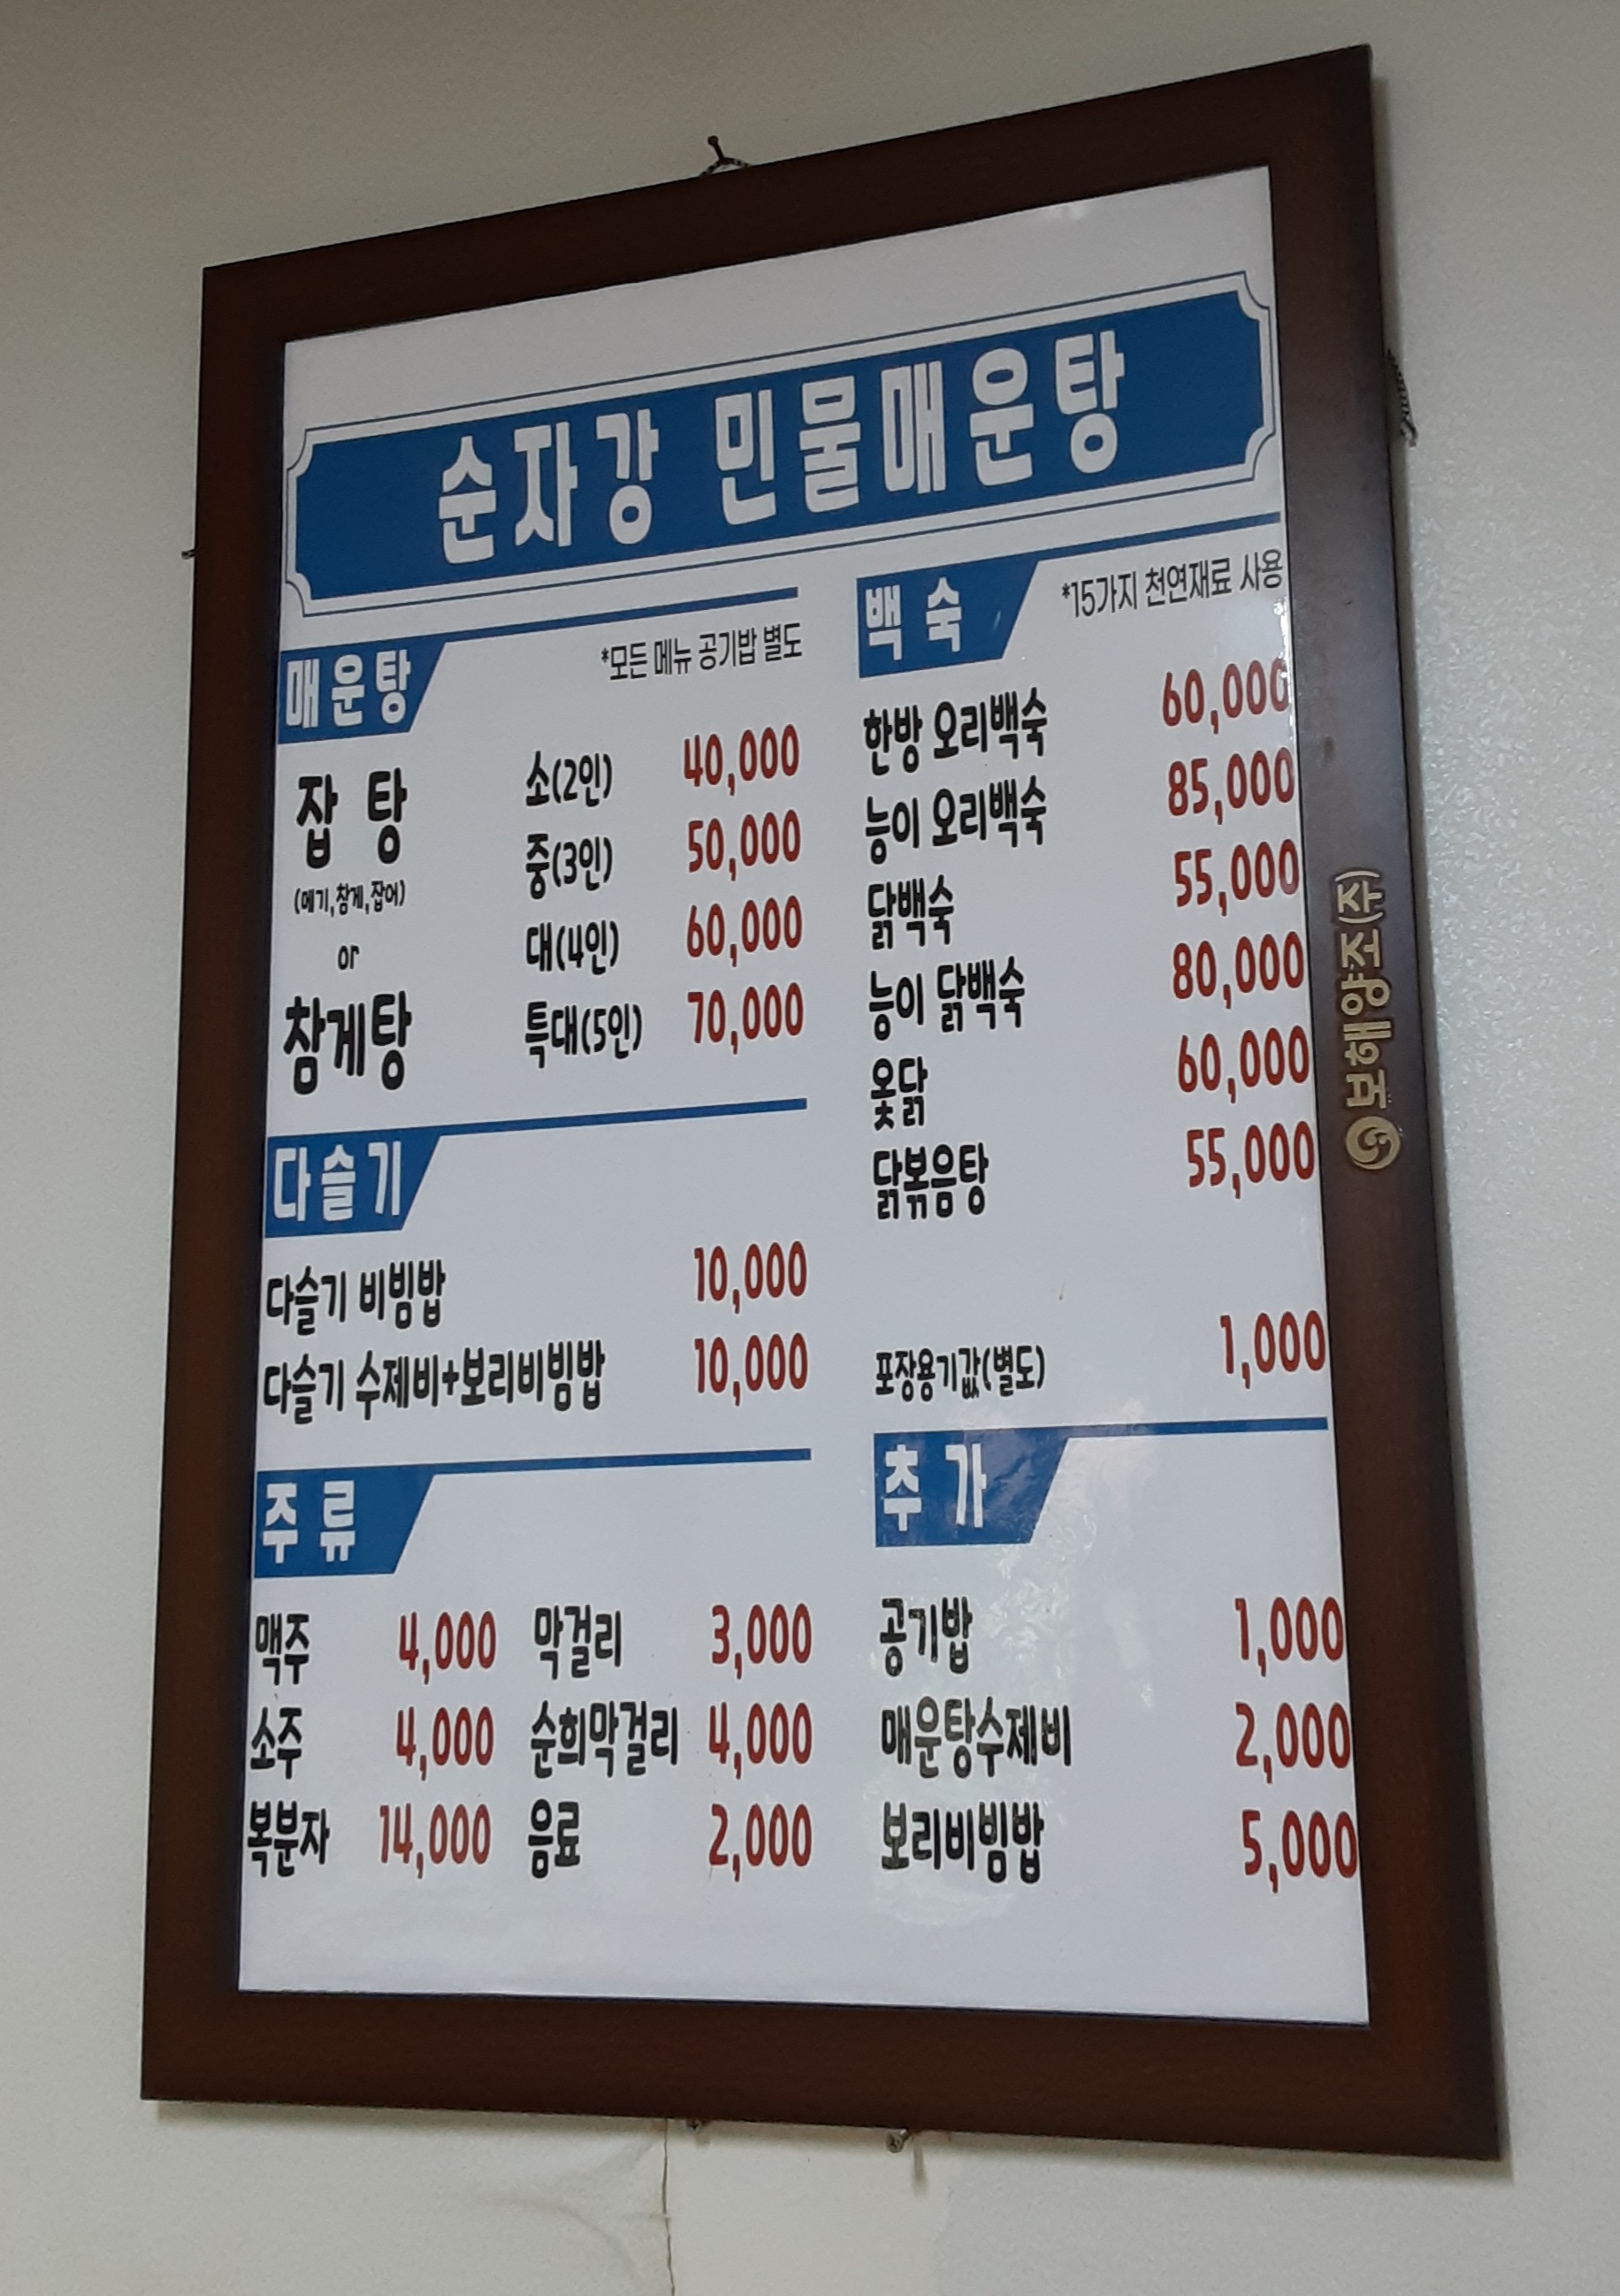 순자강 민물매운탕
매운탕
*모든 메뉴 공기밥 별도
잡 탕
(메기,참게,잡어)
or
참게탕
소(2인) 40,000
중(3인) 50,000
대(4인) 60,000
특대(5인) 70,000
다슬기
다슬기 비빔밥 10,000
다슬기 수제비+보리비빔밥 10,000
주류
맥주 4,000 막걸리 3,000
소주 4,000 순희막걸리 4,000
복분자 14,000 음료 2,000
백숙
*15가지 천연재료 사용
한방 오리백숙 60,000
능이 오리백숙 85,000
닭백숙 55,000
능이 닭백숙 80,000
옻닭 60,000
닭볶음탕 55,000
포장용기값(별도) 1,000
추가
공기밥 1,000
매운탕수제비 2,000
보리비빔밥 5,000
보해양조(주)